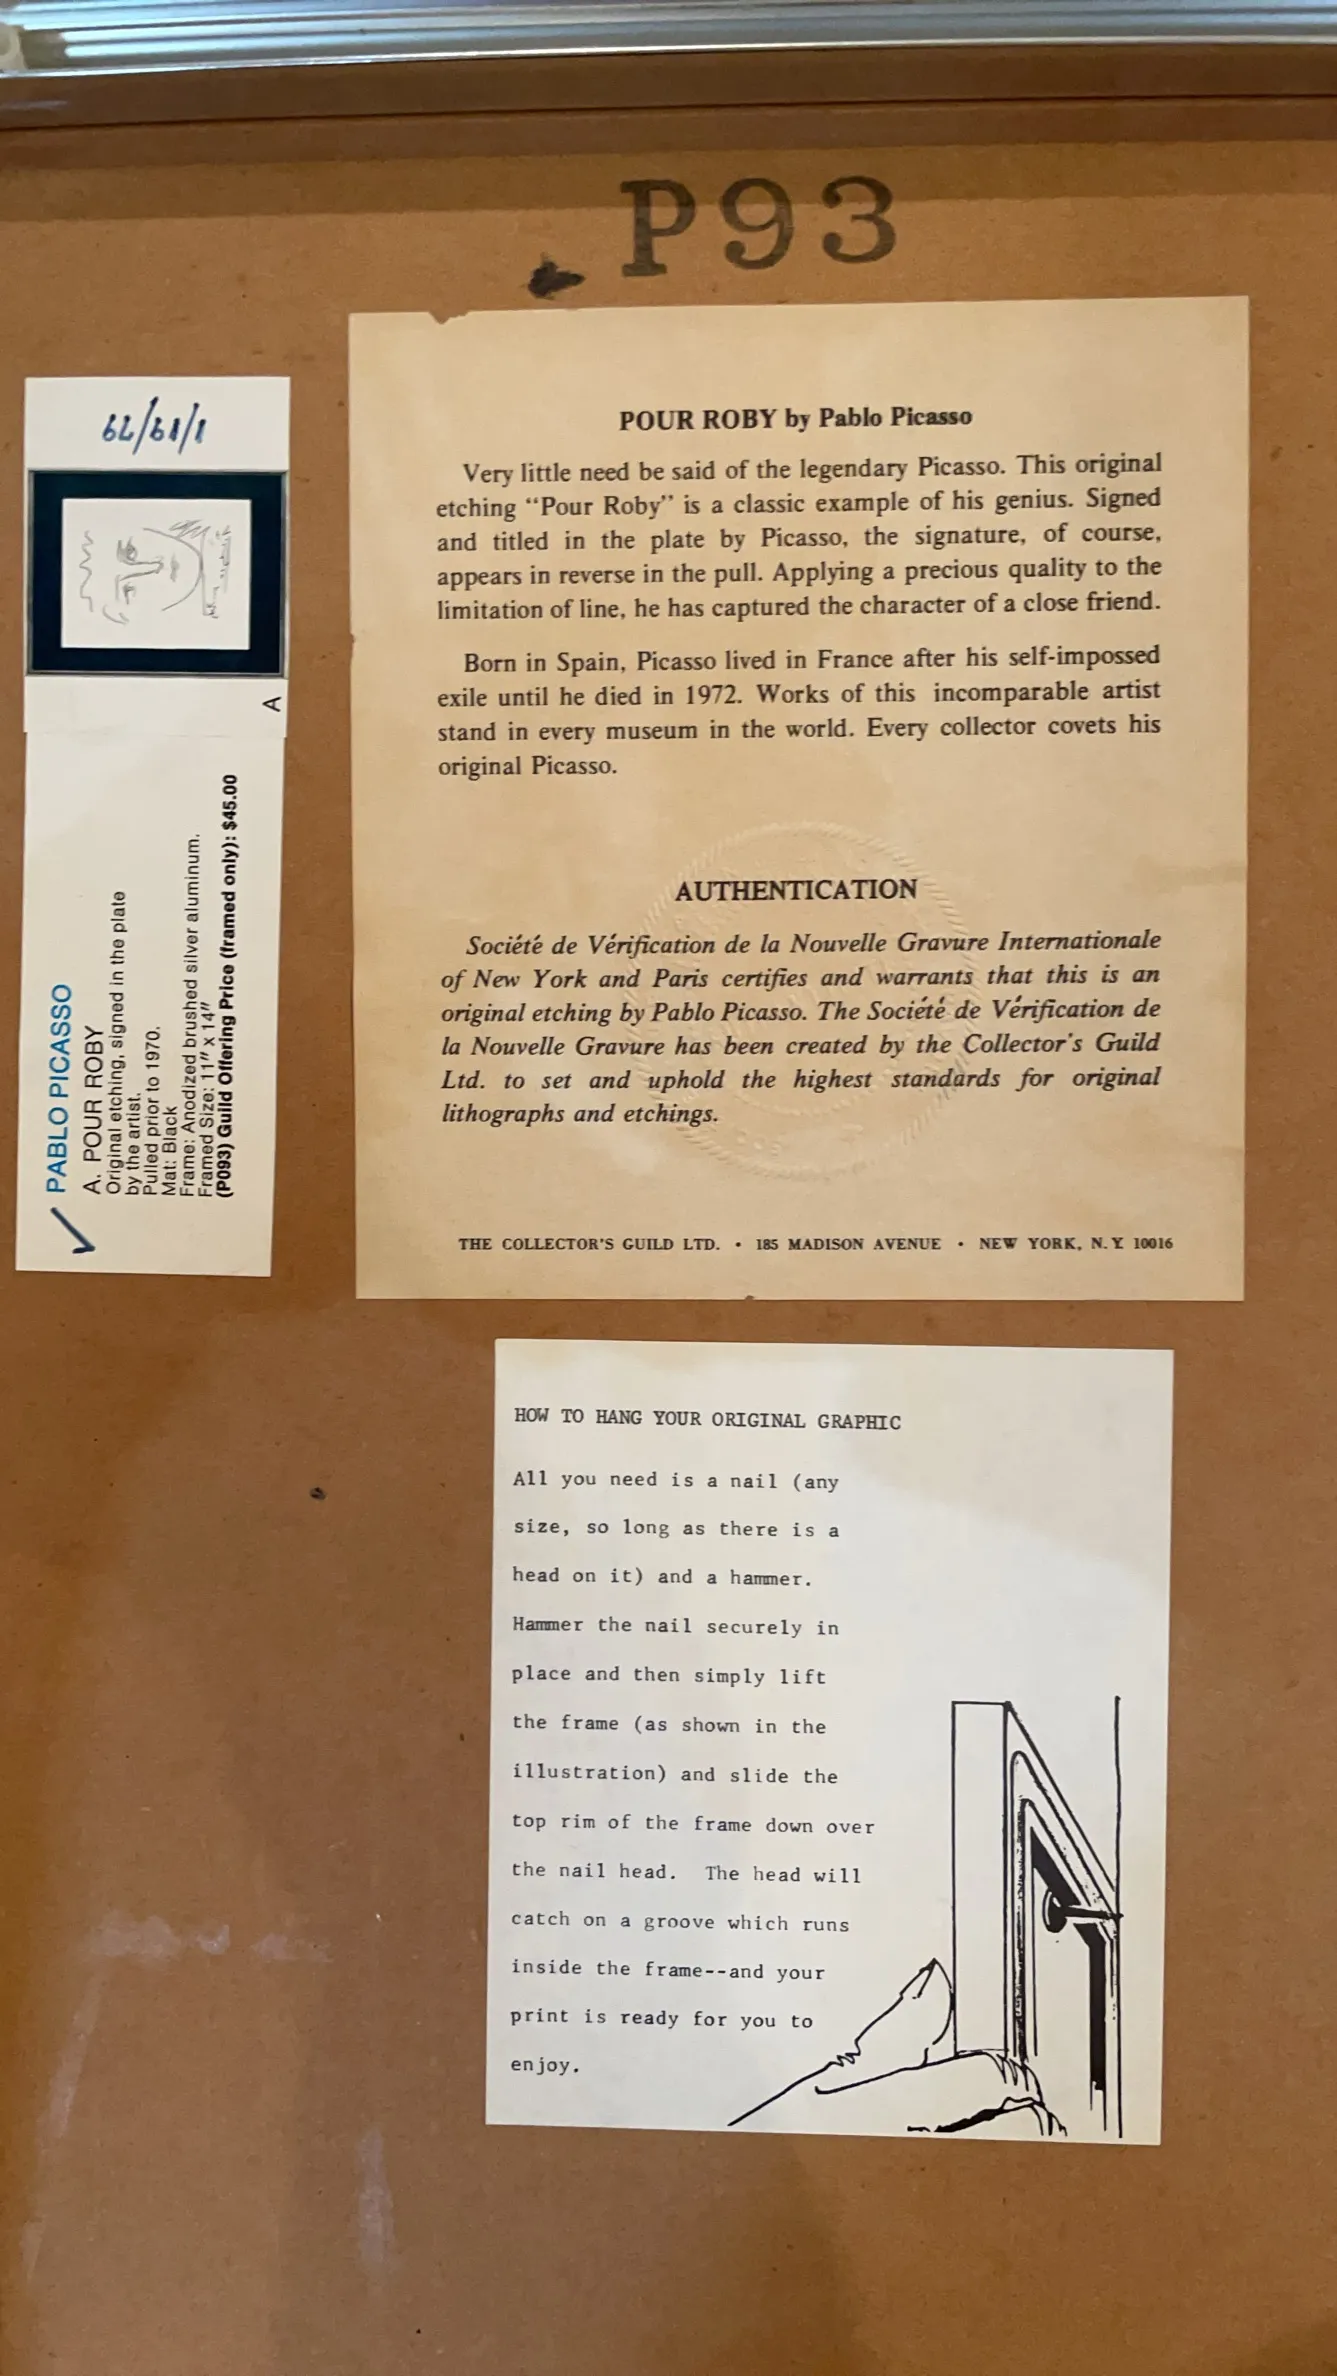 P93
POUR ROBY by Pablo Picasso
Very little need be said of the legendary Picasso. This original
etching “Pour Roby” is a classic example of his genius. Signed
and titled in the plate by Picasso, the signature, of course,
appears in reverse in the pull. Applying a precious quality to the
limitation of line, he has captured the character of a close friend.
Born in Spain, Picasso lived in France after his self-impossed
exile until he died in 1972. Works of this incomparable artist
stand in every museum in the world. Every collector covets his
original Picasso.
AUTHENTICATION
Société de Vérification de la Nouvelle Gravure Internationale
of New York and Paris certifies and warrants that this is an
original etching by Pablo Picasso. The Société de Vérification de
la Nouvelle Gravure has been created by the Collector's Guild
Ltd. to set and uphold the highest standards for original
lithographs and etchings.
THE COLLECTOR'S GUILD LTD. • 185 MADISON AVENUE • NEW YORK, N.Y. 10016
1/19/79
A
PABLO PICASSO
A. POUR ROBY
Original etching, signed in the plate
by the artist.
Pulled prior to 1970.
Mat: Black
Frame: Anodized brushed silver aluminum.
Framed Size: 11" x 14"
(P093) Guild Offering Price (framed only): $45.00
HOW TO HANG YOUR ORIGINAL GRAPHIC
All you need is a nail (any
size, so long as there is a
head on it) and a hammer.
Hammer the nail securely in
place and then simply lift
the frame (as shown in the
illustration) and slide the
top rim of the frame down over
the nail head. The head will
catch on a groove which runs
inside the frame--and your
print is ready for you to
enjoy.